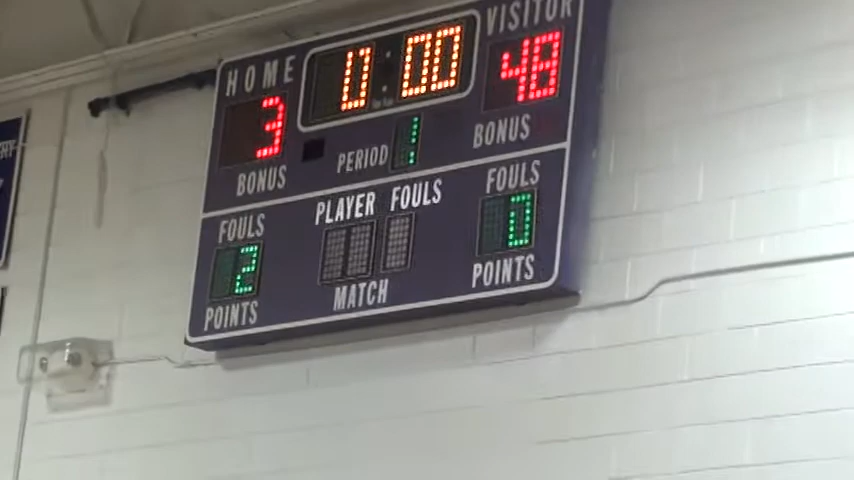 HOME 0:00 VISITOR
3 48
BONUS PERIOD 1 BONUS
FOULS PLAYER FOULS FOULS
2 0
POINTS MATCH POINTS